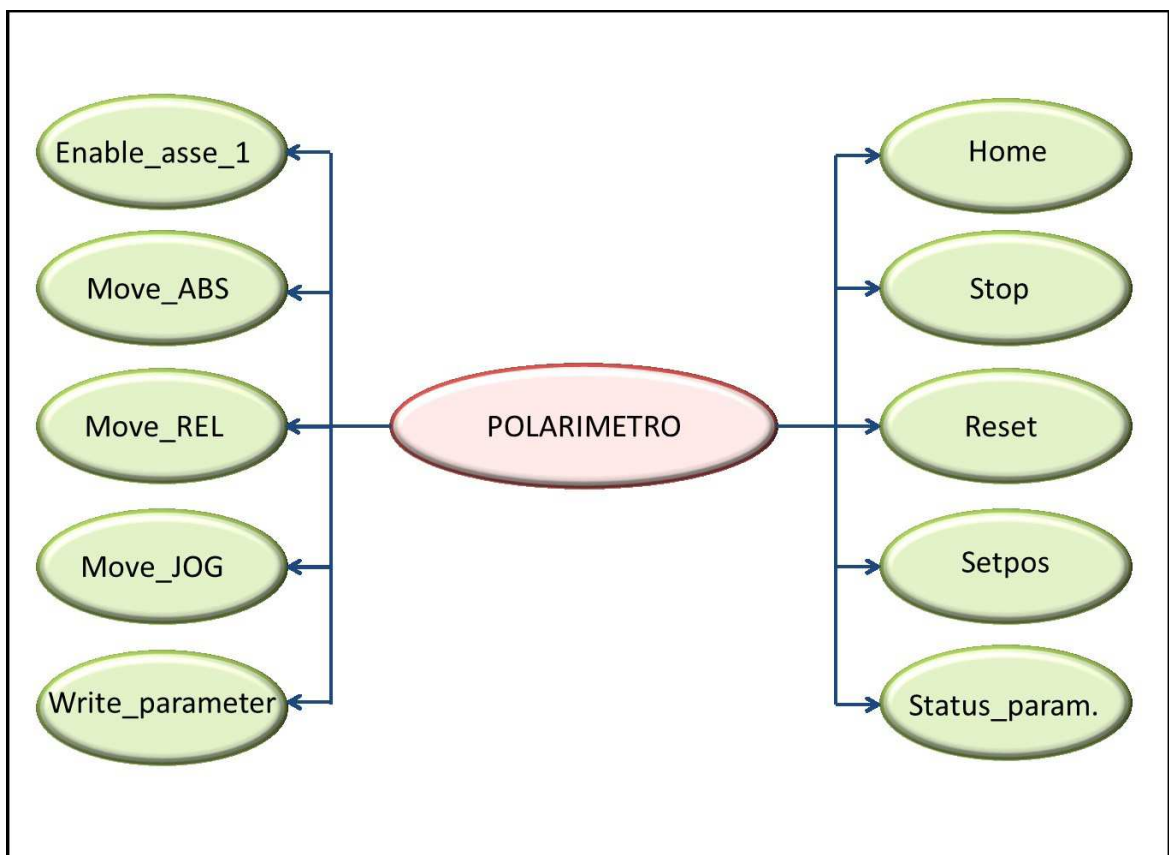 Enable_asse_1
Move_ABS
Move_REL
Move_JOG
Write_parameter
POLARIMETRO
Home
Stop
Reset
Setpos
Status_param.